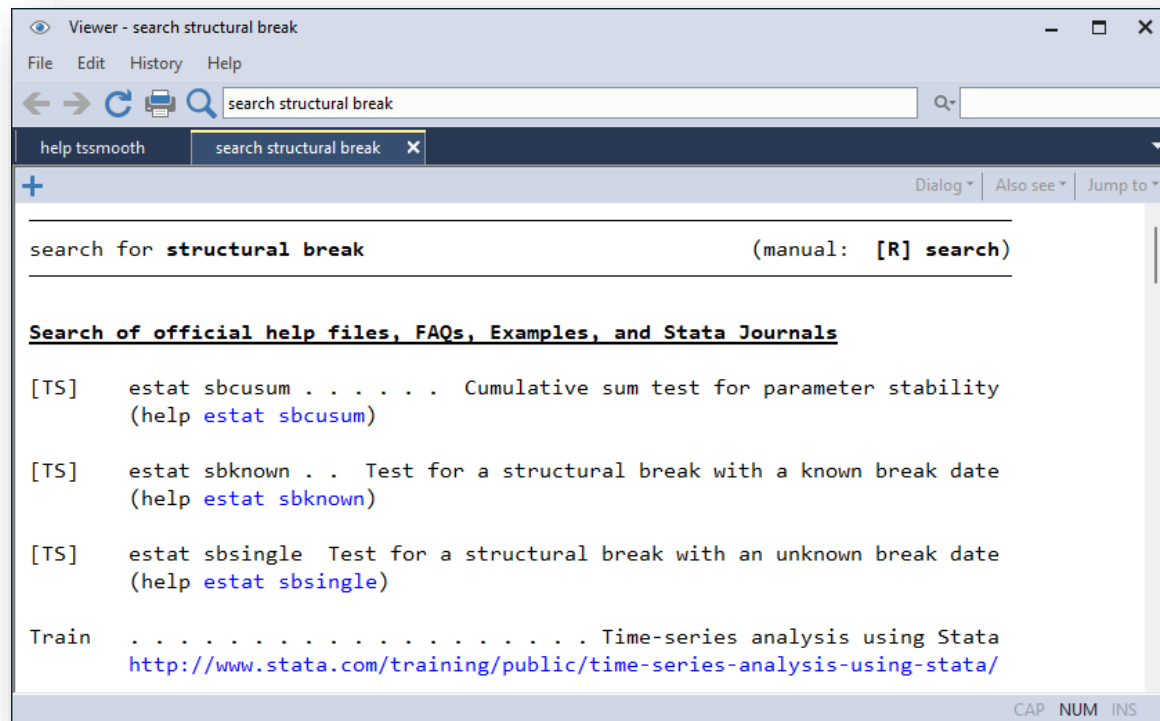 Viewer - search structural break
File Edit History Help
search structural break
help tssmooth search structural break
Dialog Also see Jump to
search for structural break (manual: [R] search)
Search of official help files, FAQs, Examples, and Stata Journals
[TS] estat sbcusum . . . . . . Cumulative sum test for parameter stability
(help estat sbcusum)
[TS] estat sbknown . . Test for a structural break with a known break date
(help estat sbknown)
[TS] estat sbsingle Test for a structural break with an unknown break date
(help estat sbsingle)
Train . . . . . . . . . . . . . . . . . . . Time-series analysis using Stata
http://www.stata.com/training/public/time-series-analysis-using-stata/
CAP NUM INS